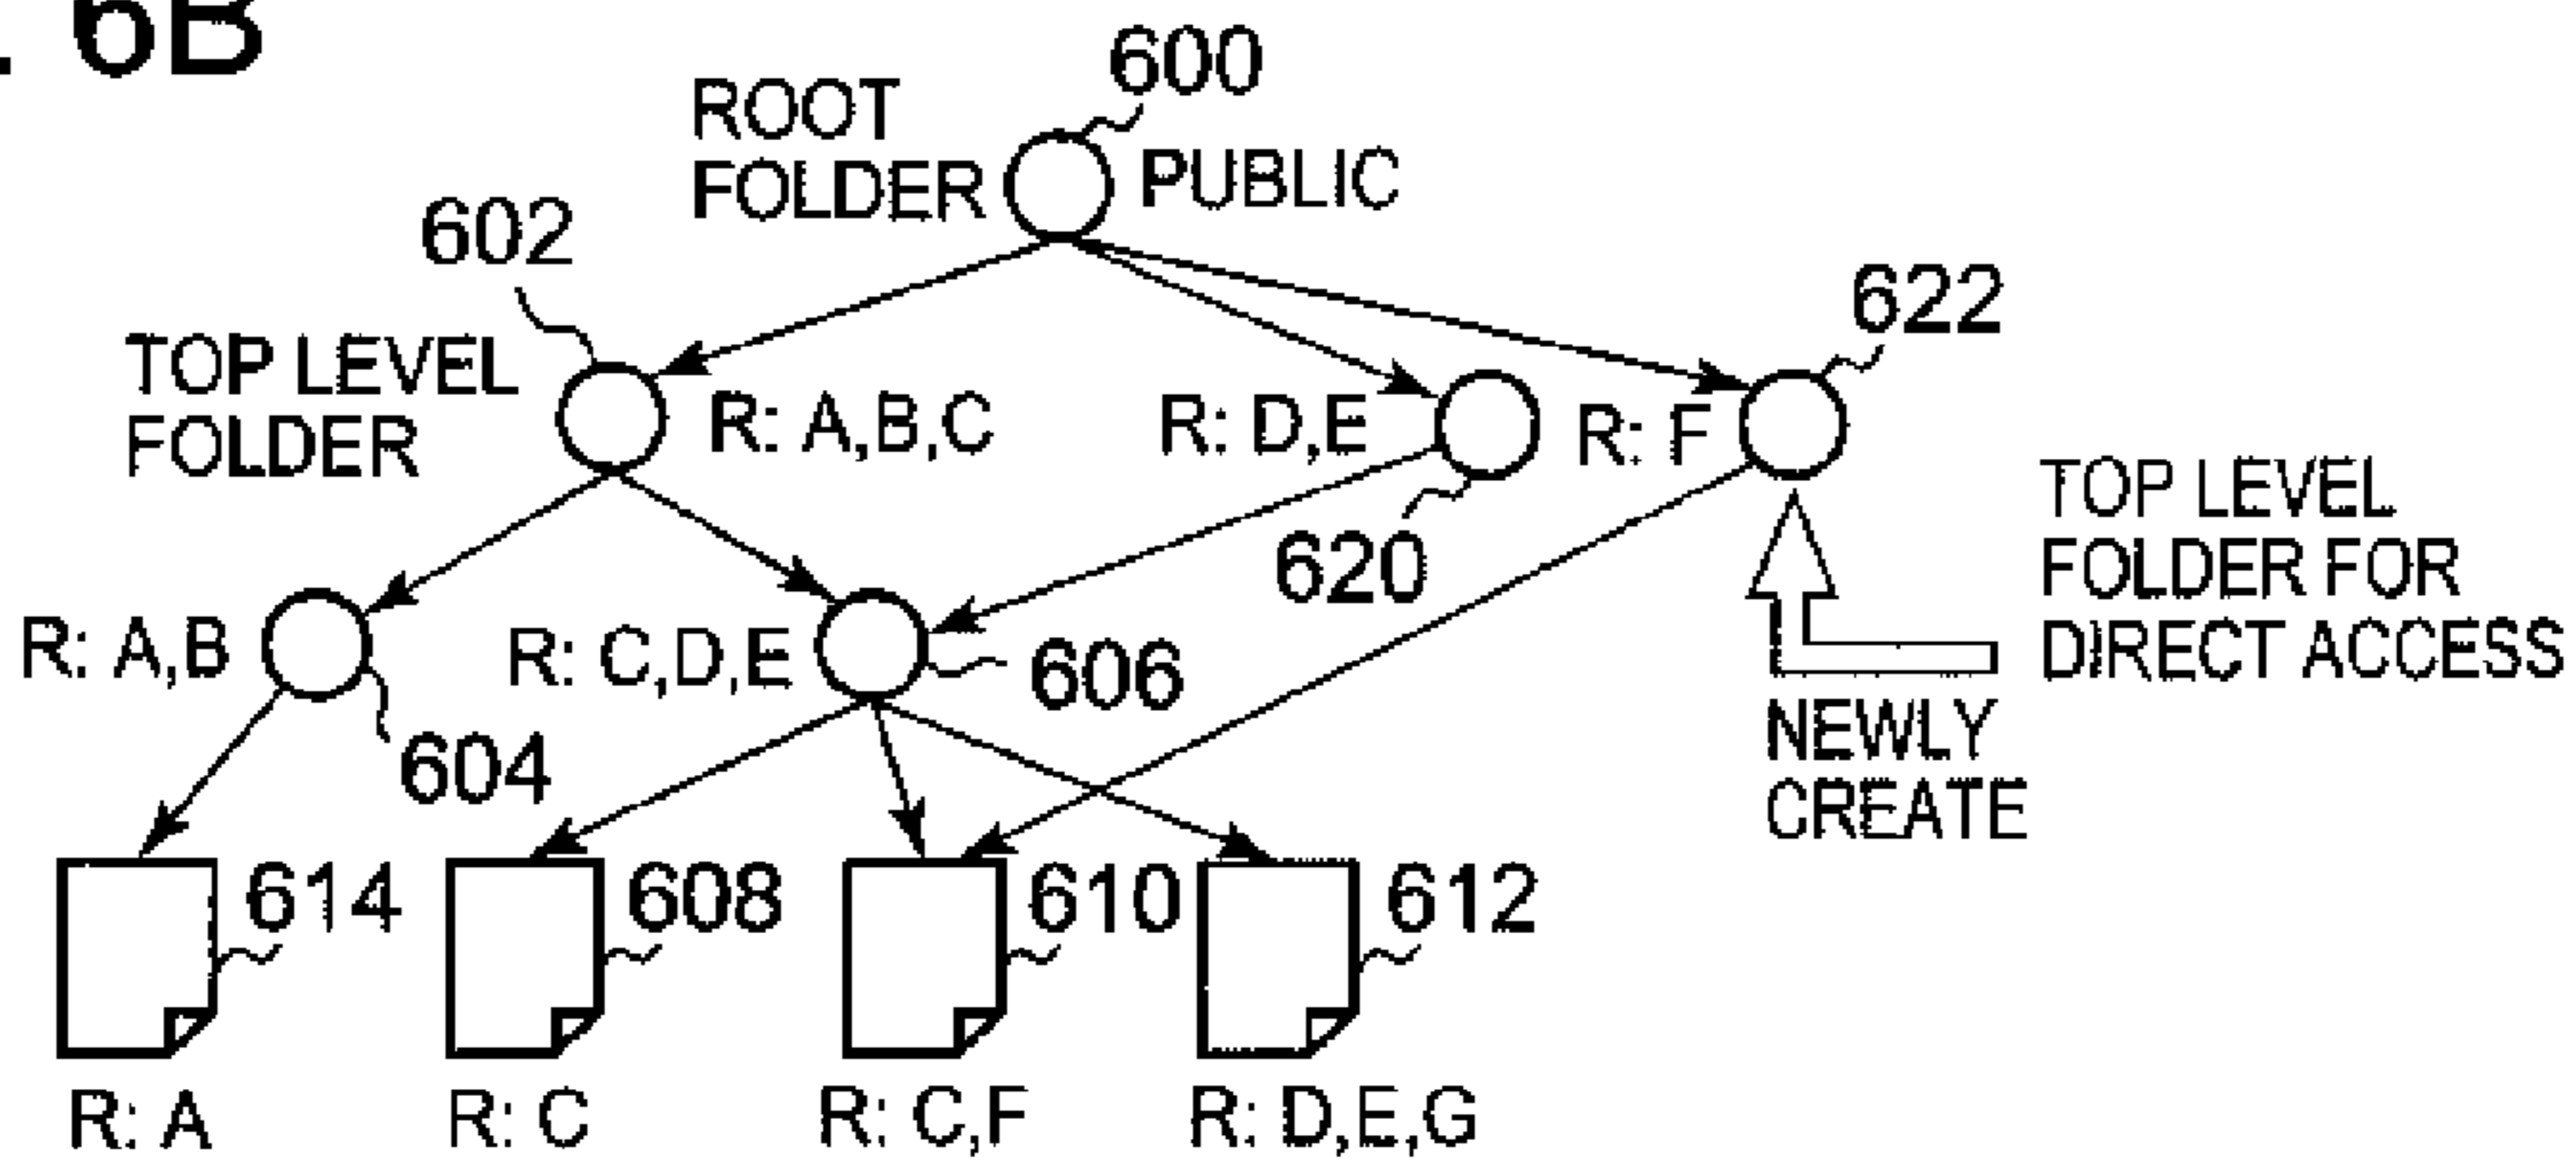 . 6B
600
ROOT
FOLDER
PUBLIC
602
622
TOP LEVEL
FOLDER
R: A,B,C
R: D,E
R: F
TOP LEVEL
FOLDER FOR
DIRECT ACCESS
620
R: A,B
R: C,D,E
606
NEWLY
CREATE
604
614
608
610
612
R: A
R: C
R: C,F
R: D,E,G